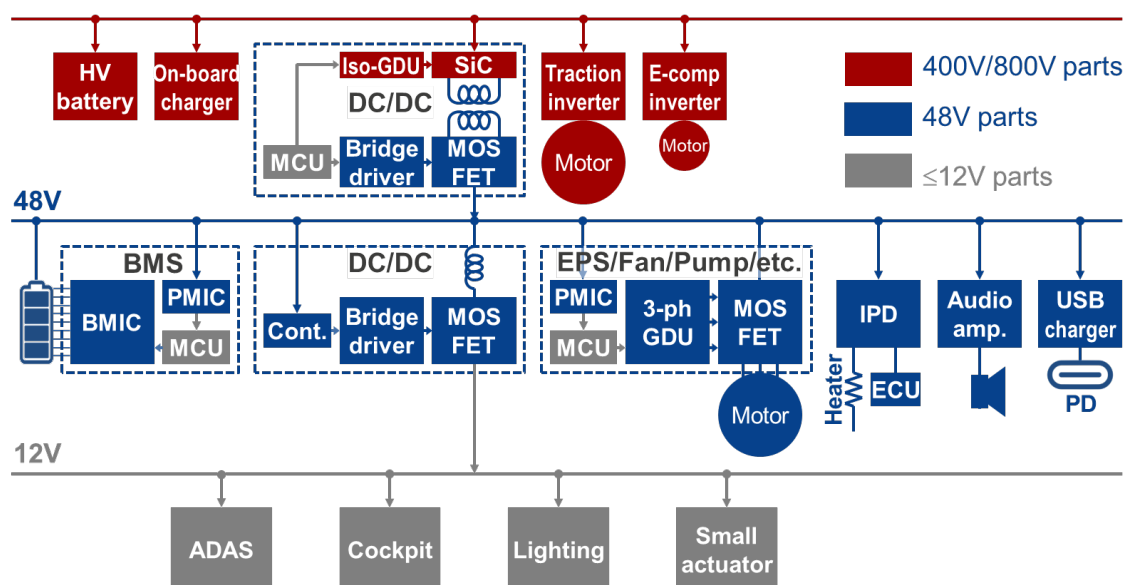 HV
battery
On-board
charger
Iso-GDU
SiC
DC/DC
MCU
Bridge
driver
MOS
FET
Traction
inverter
Motor
E-comp
inverter
Motor
400V/800V parts
48V parts
≤12V parts
48V
BMS
BMIC
PMIC
MCU
DC/DC
Cont.
Bridge
driver
MOS
FET
EPS/Fan/Pump/etc.
PMIC
MCU
3-ph
GDU
MOS
FET
Motor
IPD
Heater
ECU
Audio
amp.
USB
charger
PD
12V
ADAS
Cockpit
Lighting
Small
actuator